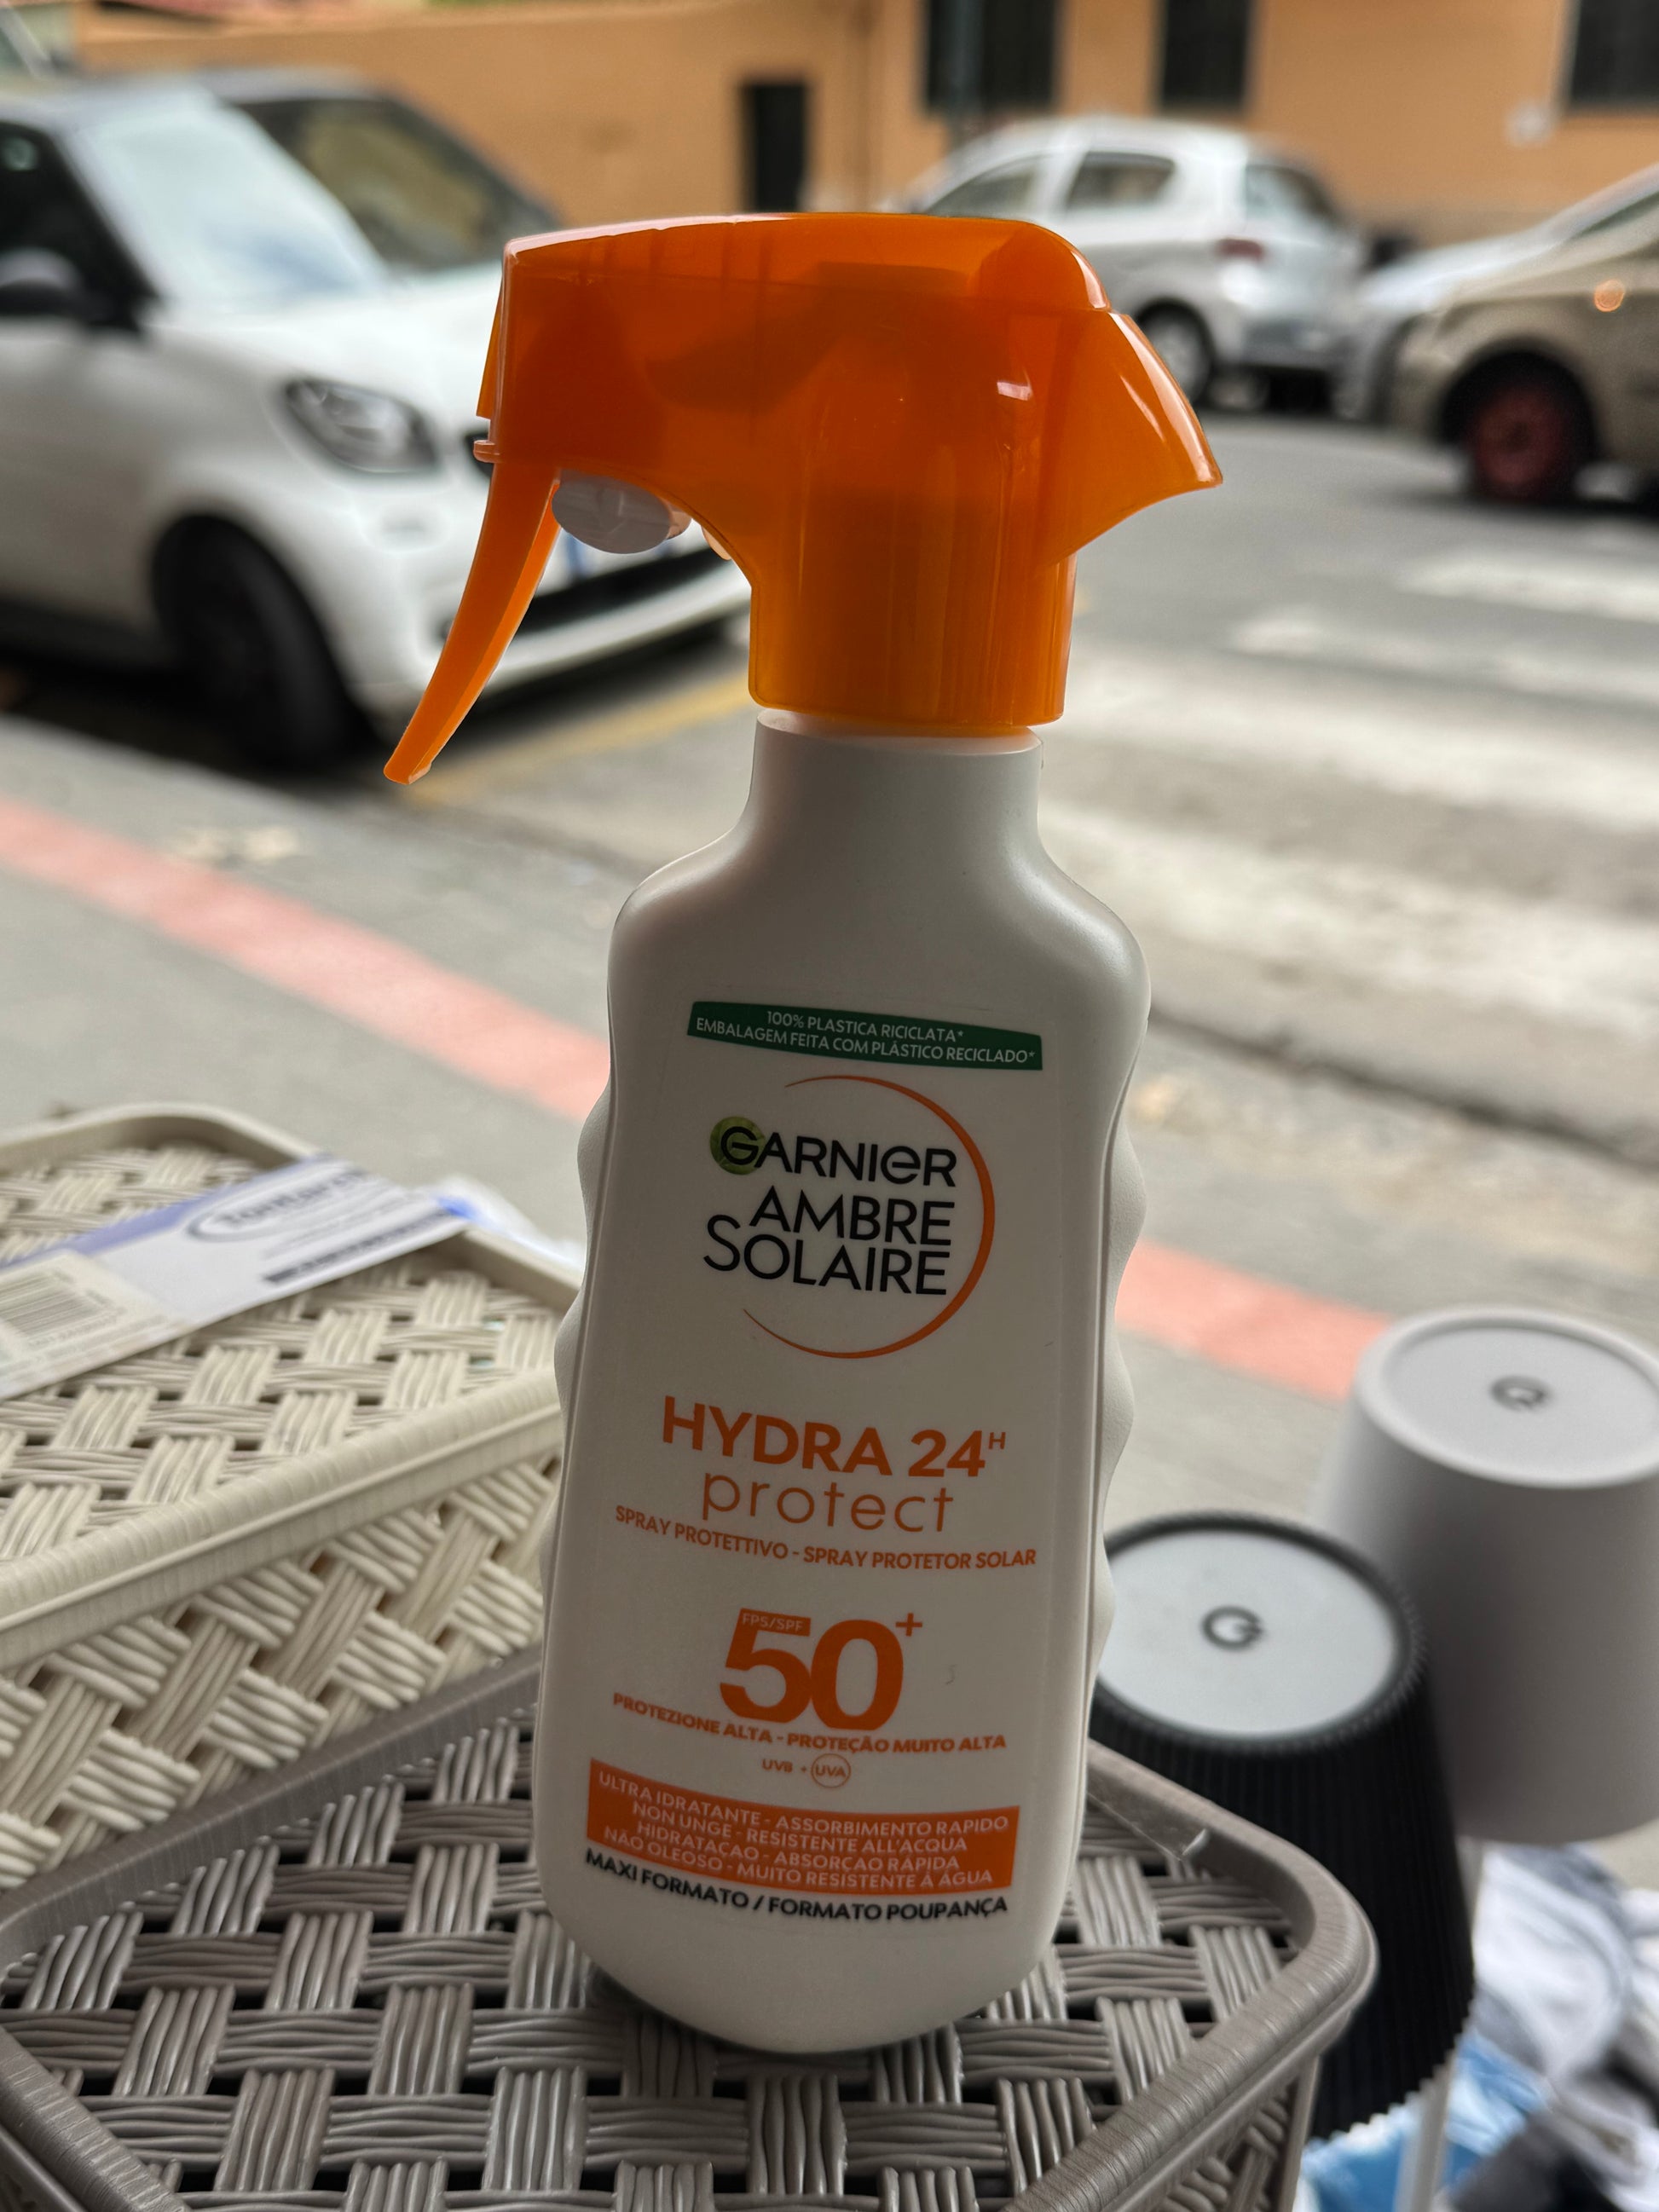 100% PLASTICA RICICLATA*
EMBALAGEM FEITA COM PLÁSTICO RECICLADO*
GARNIER
AMBRE
SOLAIRE
HYDRA 24H
protect
SPRAY PROTETTIVO - SPRAY PROTETOR SOLAR
FPS/SPF
50+
PROTEZIONE ALTA - PROTEÇÃO MUITO ALTA
UVB + UVA
ULTRA IDRATANTE - ASSORBIMENTO RAPIDO
NON UNGE - RESISTENTE ALL'ACQUA
HIDRATAÇAO - ABSORÇAO RÁPIDA
NÃO OLEOSO - MUITO RESISTENTE À ÁGUA
MAXI FORMATO / FORMATO POUPANÇA